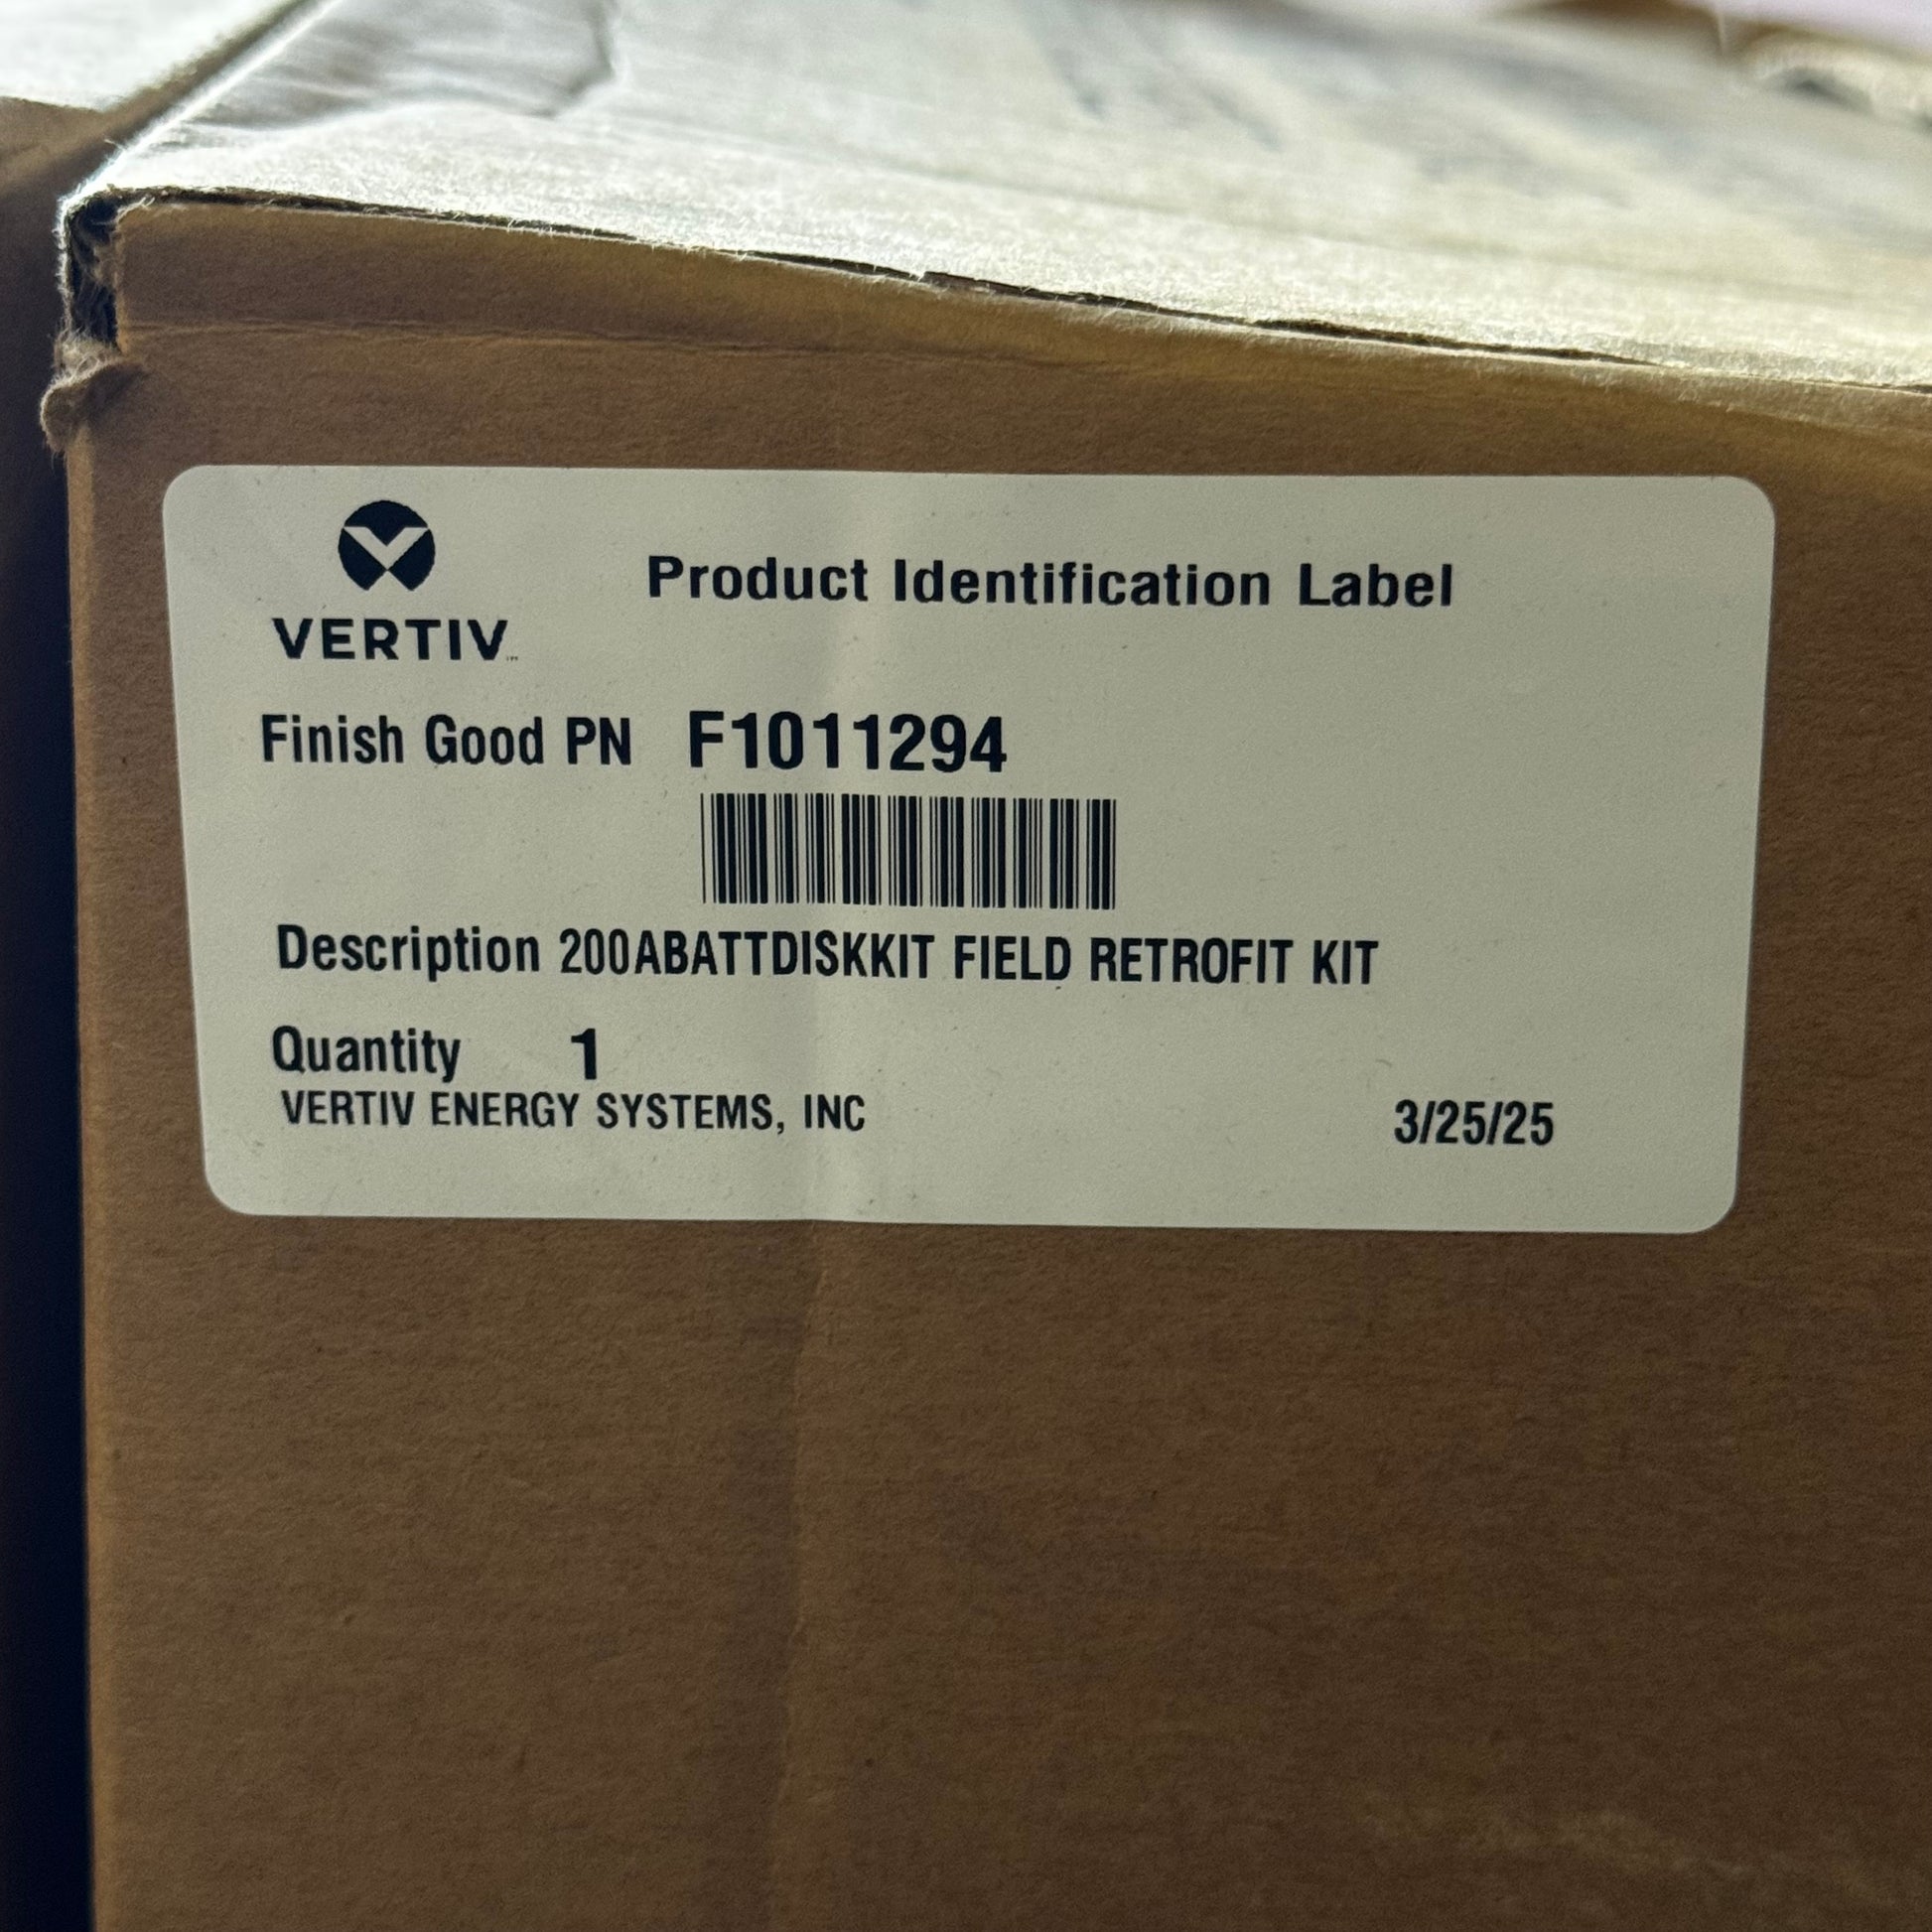 VERTIV™
Product Identification Label
Finish Good PN F1011294
Description 200ABATTDISKKIT FIELD RETROFIT KIT
Quantity 1
VERTIV ENERGY SYSTEMS, INC
3/25/25